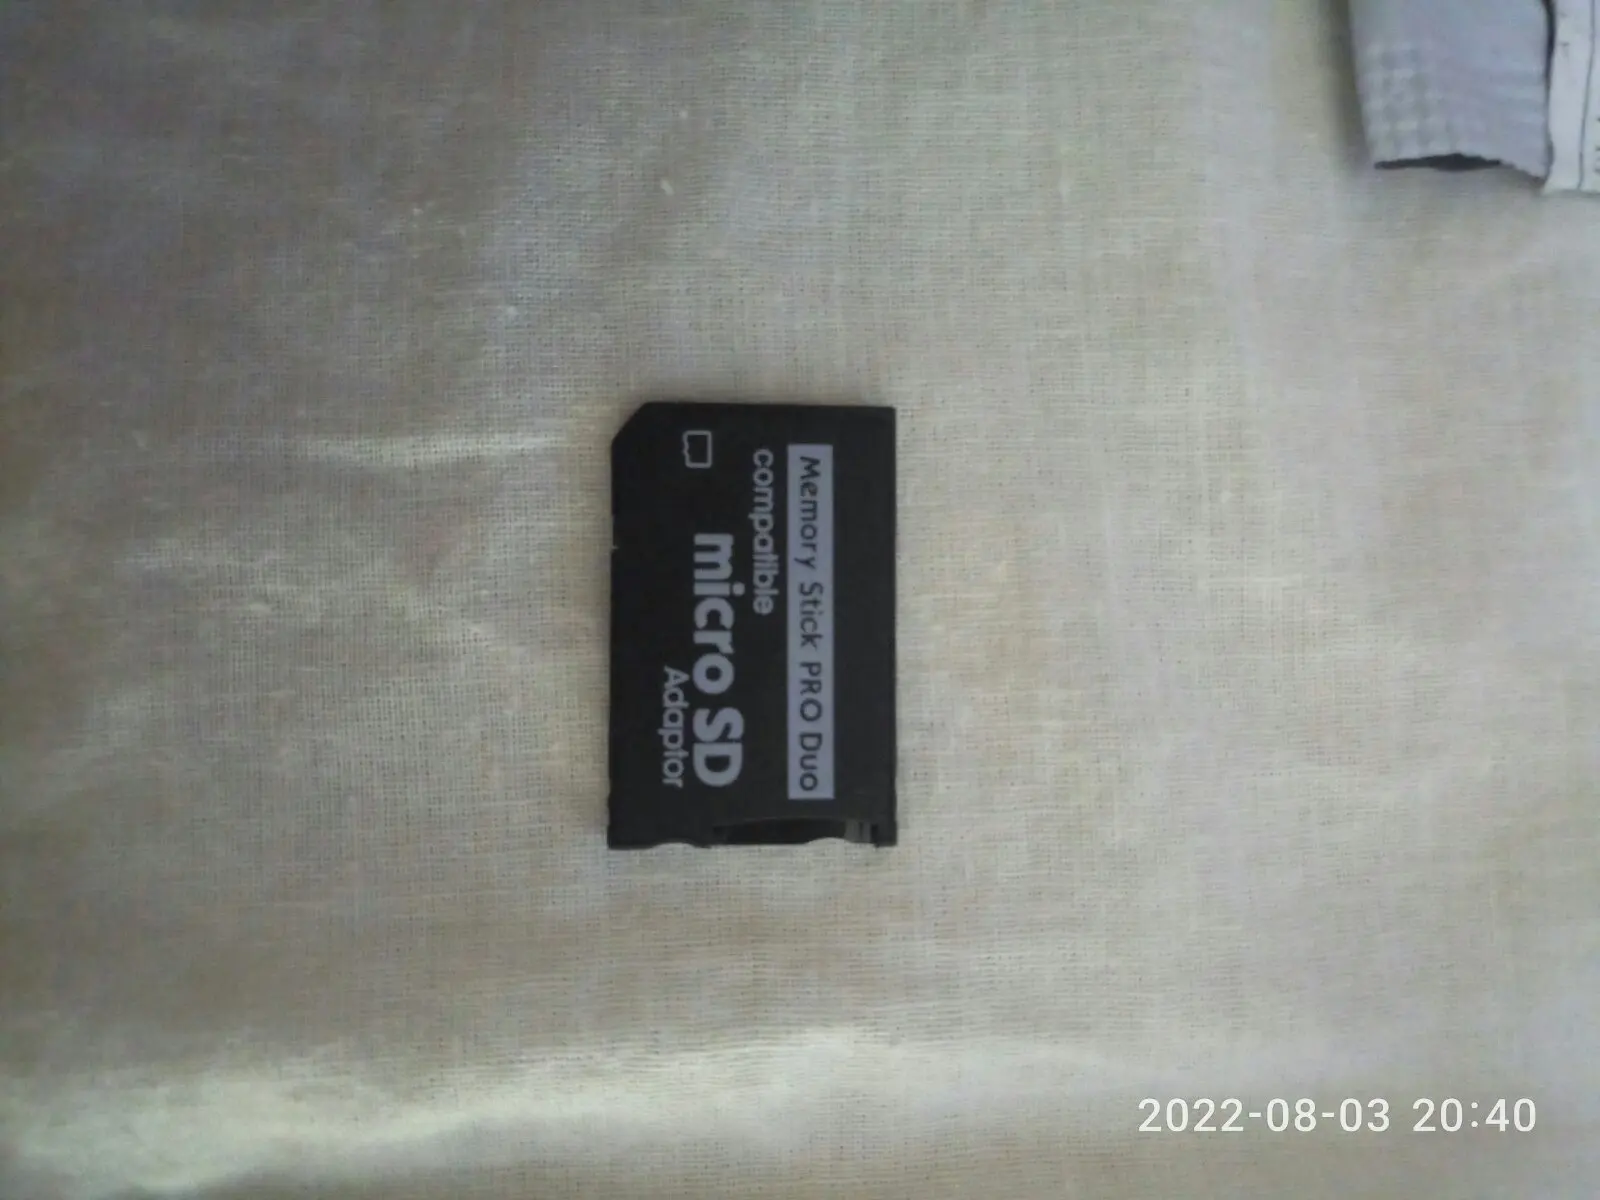 Memory Stick PRO Duo
compatible
micro SD
Adaptor
2022-08-03 20:40